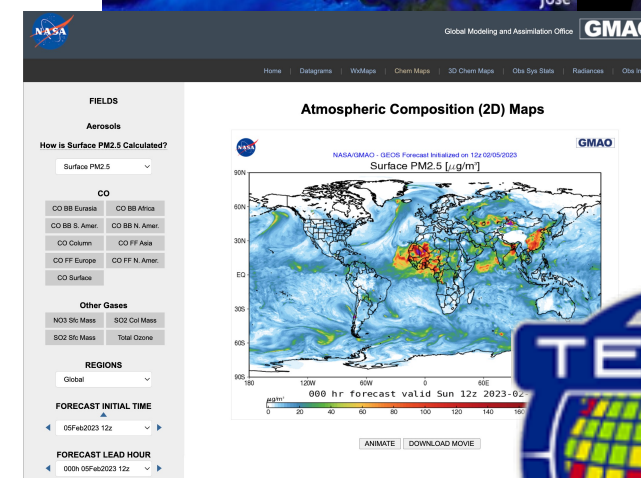 Jose
NASA
Global Modeling and Assimilation Office
GMAO
Home | Datagrams | WxMaps | Chem Maps | 3D Chem Maps | Obs Sys Stats | Radiances | Obs Im
FIELDS
Aerosols
How is Surface PM2.5 Calculated?
Surface PM2.5
CO
CO BB Eurasia CO BB Africa
CO BB S. Amer. CO BB N. Amer.
CO Column CO FF Asia
CO FF Europe CO FF N. Amer.
CO Surface
Other Gases
NO3 Sfc Mass SO2 Col Mass
SO2 Sfc Mass Total Ozone
REGIONS
Global
FORECAST INITIAL TIME
05Feb2023 12z
FORECAST LEAD HOUR
000h 05Feb2023 12z
Atmospheric Composition (2D) Maps
NASA
GMAO
NASA/GMAO - GEOS Forecast Initialized on 12z 02/05/2023
Surface PM2.5 [μg/m³]
90N
60N
30N
EQ
30S
60S
90S
180 120W 60W 0 60E
000 hr forecast valid Sun 12z 2023-02-
μg/m³
0 20 40 60 80 100 120 140 160
ANIMATE DOWNLOAD MOVIE
TE